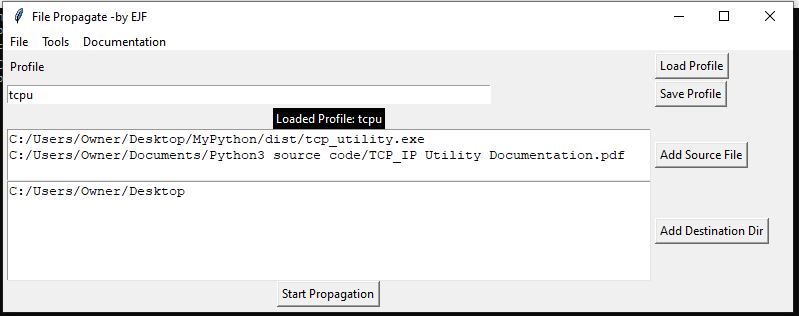 File Propagate -by EJF
File Tools Documentation
Profile
Load Profile
tcpu
Save Profile
Loaded Profile: tcpu
C:/Users/Owner/Desktop/MyPython/dist/tcp_utility.exe
C:/Users/Owner/Documents/Python3 source code/TCP_IP Utility Documentation.pdf
Add Source File
C:/Users/Owner/Desktop
Add Destination Dir
Start Propagation